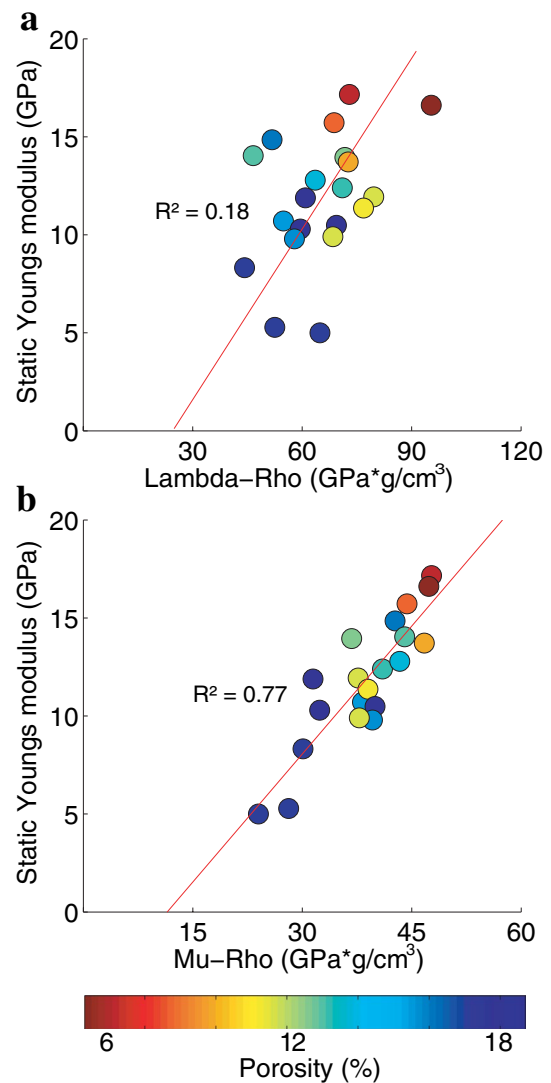 a
20
15
10
5
0
Static Youngs modulus (GPa)
R² = 0.18
30 60 90 120
Lambda−Rho (GPa*g/cm³)
b
20
15
10
5
0
Static Youngs modulus (GPa)
R² = 0.77
15 30 45 60
Mu−Rho (GPa*g/cm³)
6 12 18
Porosity (%)